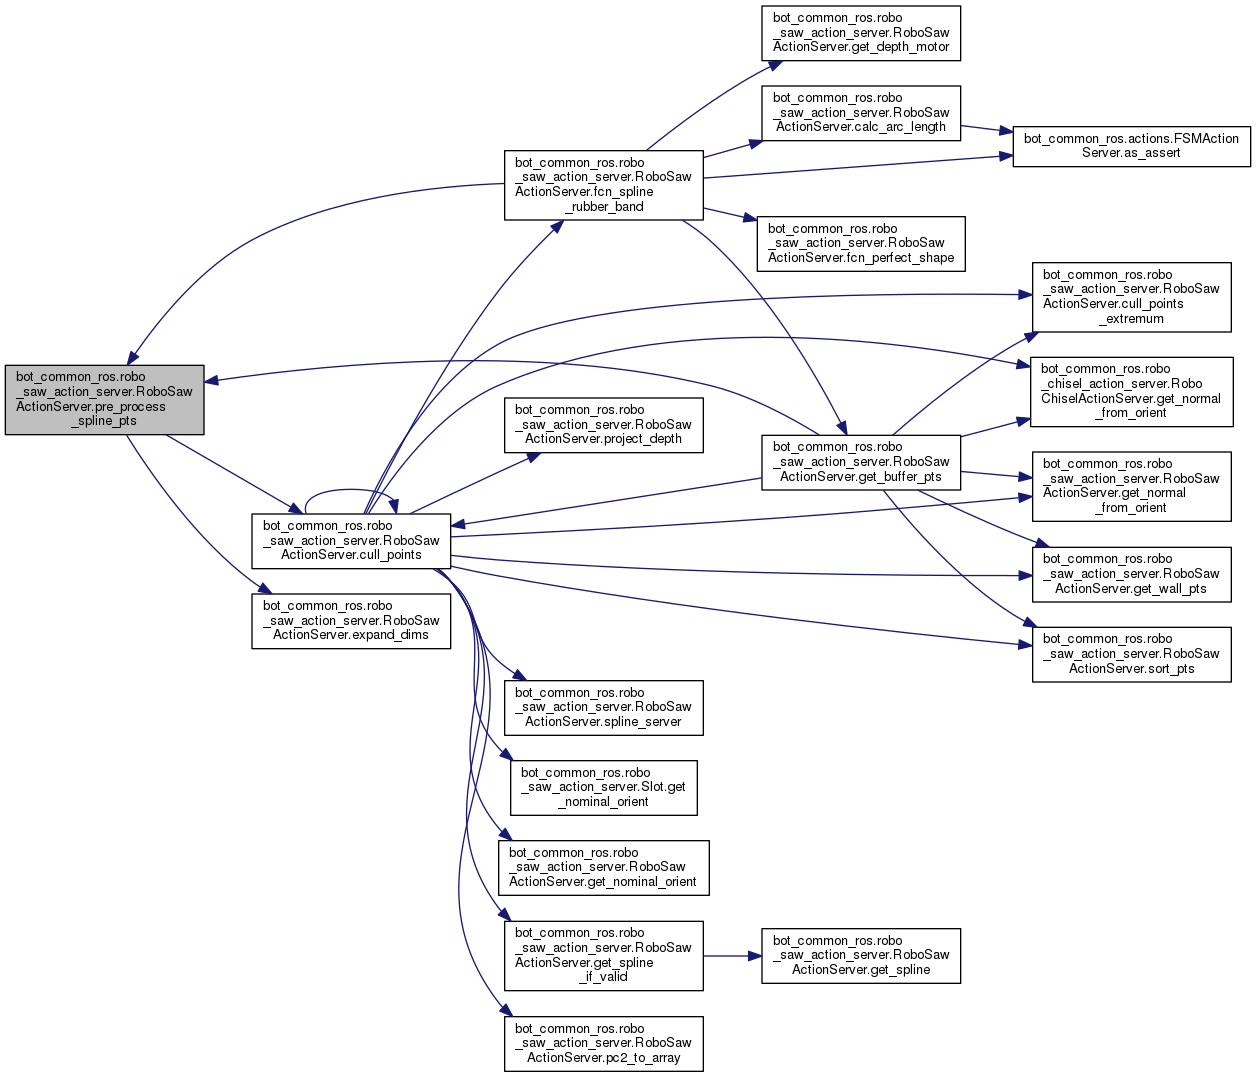 bot_common_ros.robo
_saw_action_server.RoboSaw
ActionServer.get_depth_motor
bot_common_ros.robo
_saw_action_server.RoboSaw
ActionServer.calc_arc_length
bot_common_ros.actions.FSMAction
Server.as_assert
bot_common_ros.robo
_saw_action_server.RoboSaw
ActionServer.fcn_spline
_rubber_band
bot_common_ros.robo
_saw_action_server.RoboSaw
ActionServer.fcn_perfect_shape
bot_common_ros.robo
_saw_action_server.RoboSaw
ActionServer.cull_points
_extremum
bot_common_ros.robo
_saw_action_server.RoboSaw
ActionServer.pre_process
_spline_pts
bot_common_ros.robo
_chisel_action_server.Robo
ChiselActionServer.get_normal
_from_orient
bot_common_ros.robo
_saw_action_server.RoboSaw
ActionServer.project_depth
bot_common_ros.robo
_saw_action_server.RoboSaw
ActionServer.get_buffer_pts
bot_common_ros.robo
_saw_action_server.RoboSaw
ActionServer.get_normal
_from_orient
bot_common_ros.robo
_saw_action_server.RoboSaw
ActionServer.cull_points
bot_common_ros.robo
_saw_action_server.RoboSaw
ActionServer.get_wall_pts
bot_common_ros.robo
_saw_action_server.RoboSaw
ActionServer.expand_dims
bot_common_ros.robo
_saw_action_server.RoboSaw
ActionServer.sort_pts
bot_common_ros.robo
_saw_action_server.RoboSaw
ActionServer.spline_server
bot_common_ros.robo
_saw_action_server.Slot.get
_nominal_orient
bot_common_ros.robo
_saw_action_server.RoboSaw
ActionServer.get_nominal_orient
bot_common_ros.robo
_saw_action_server.RoboSaw
ActionServer.get_spline
_if_valid
bot_common_ros.robo
_saw_action_server.RoboSaw
ActionServer.get_spline
bot_common_ros.robo
_saw_action_server.RoboSaw
ActionServer.pc2_to_array